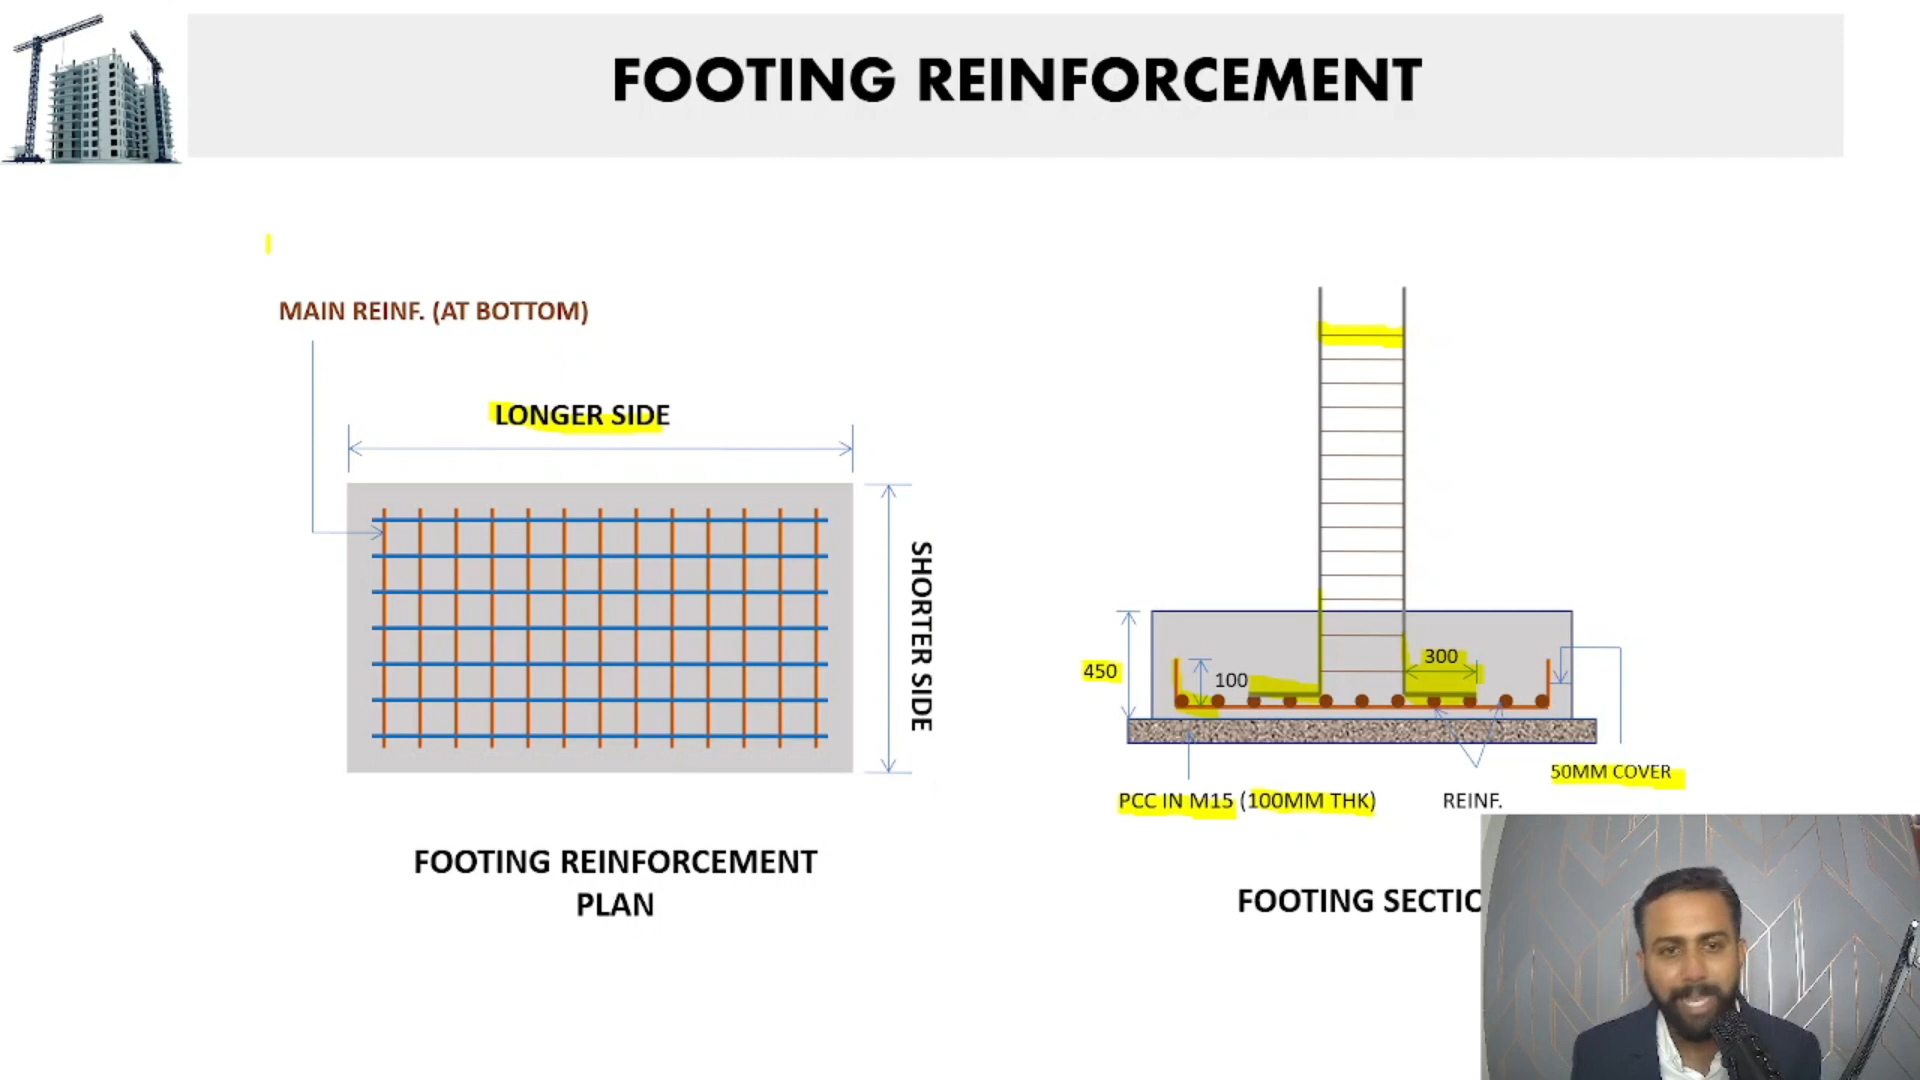 FOOTING REINFORCEMENT
MAIN REINF. (AT BOTTOM)
LONGER SIDE
SHORTER SIDE
FOOTING REINFORCEMENT
PLAN
450
100
300
50MM COVER
PCC IN M15 (100MM THK)
REINF.
FOOTING SECTIO